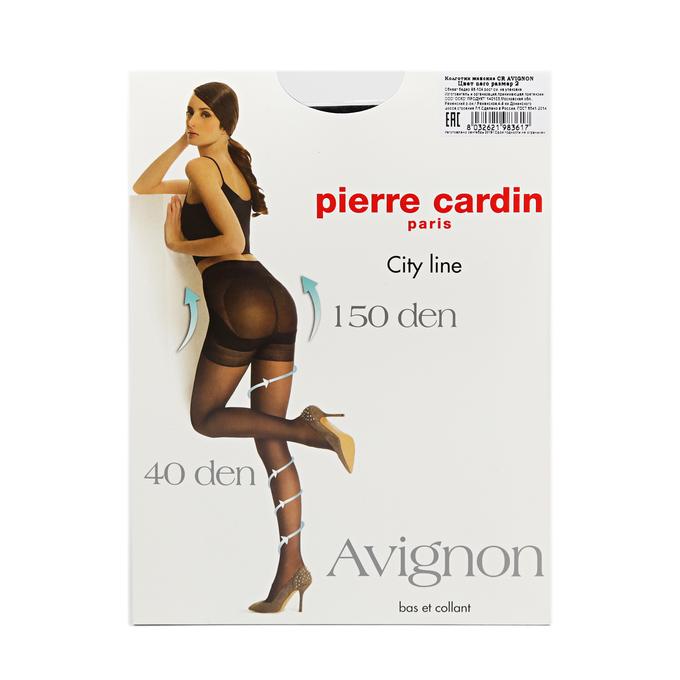 Колготки женские CR AVIGNON
Цвет nero размер 2
EAC
8 032621 983617
pierre cardin
paris
City line
150 den
40 den
Avignon
bas et collant